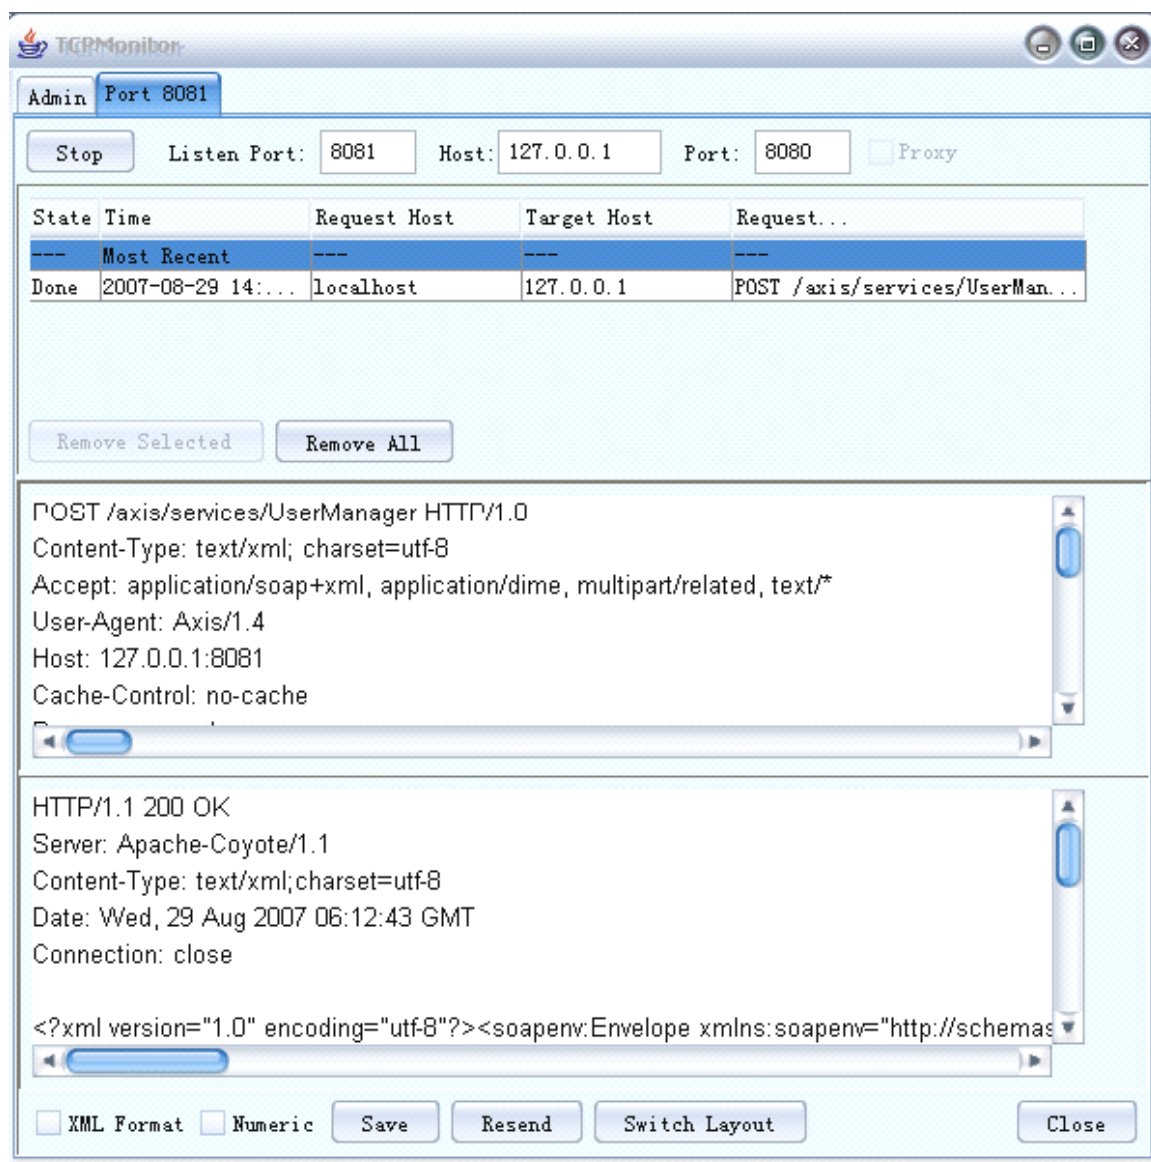 TCPMonitor
Admin Port 8081
Stop Listen Port: 8081 Host: 127.0.0.1 Port: 8080 Proxy
State Time Request Host Target Host Request...
--- Most Recent --- --- ---
Done 2007-08-29 14:... localhost 127.0.0.1 POST /axis/services/UserMan...
Remove Selected Remove All
POST /axis/services/UserManager HTTP/1.0
Content-Type: text/xml; charset=utf-8
Accept: application/soap+xml, application/dime, multipart/related, text/*
User-Agent: Axis/1.4
Host: 127.0.0.1:8081
Cache-Control: no-cache
HTTP/1.1 200 OK
Server: Apache-Coyote/1.1
Content-Type: text/xml;charset=utf-8
Date: Wed, 29 Aug 2007 06:12:43 GMT
Connection: close
<?xml version="1.0" encoding="utf-8"?><soapenv:Envelope xmlns:soapenv="http://schemas
XML Format Numeric Save Resend Switch Layout Close